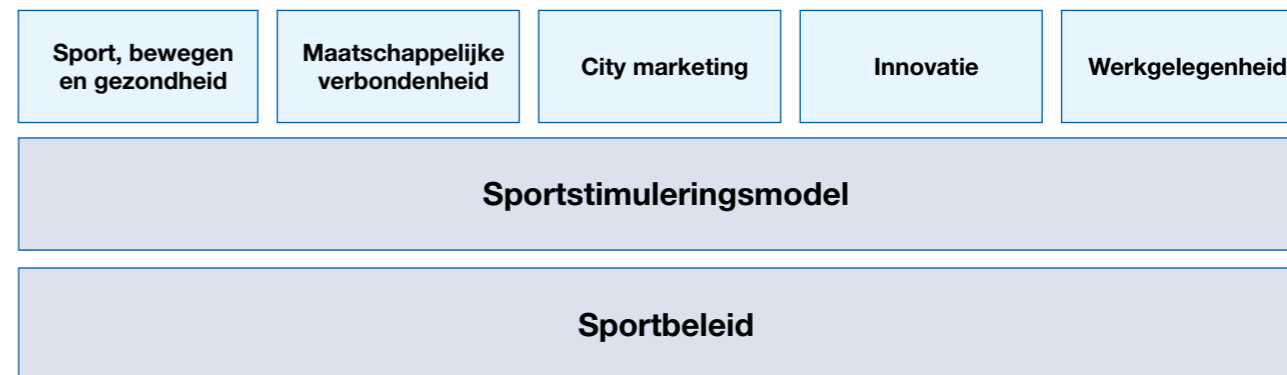 Sport, bewegen
en gezondheid
Maatschappelijke
verbondenheid
City marketing
Innovatie
Werkgelegenheid
Sportstimuleringsmodel
Sportbeleid